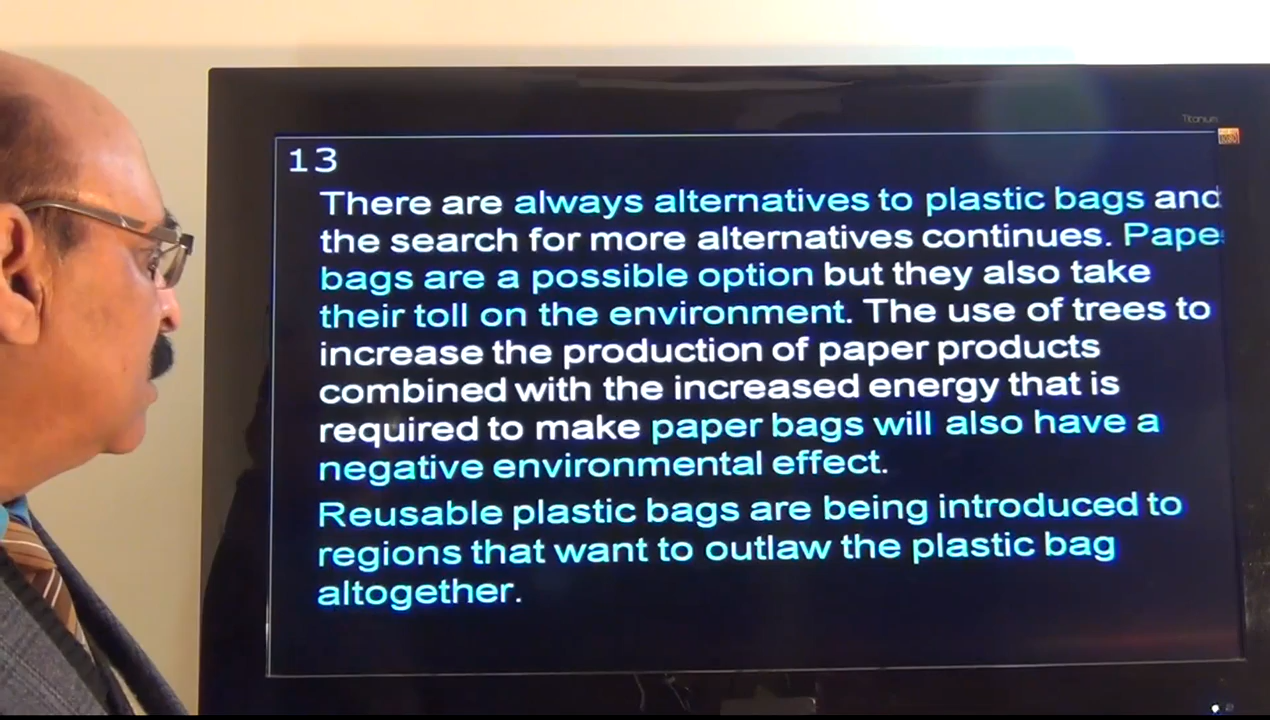 Titanium
13
There are always alternatives to plastic bags and
the search for more alternatives continues. Pape
bags are a possible option but they also take
their toll on the environment. The use of trees to
increase the production of paper products
combined with the increased energy that is
required to make paper bags will also have a
negative environmental effect.
Reusable plastic bags are being introduced to
regions that want to outlaw the plastic bag
altogether.